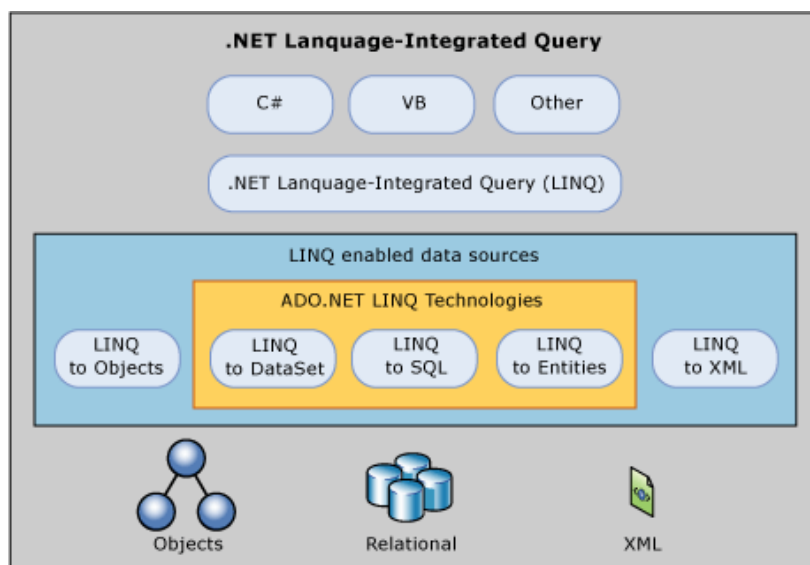 .NET Lanquage-Integrated Query
C# VB Other
.NET Lanquage-Integrated Query (LINQ)
LINQ enabled data sources
ADO.NET LINQ Technologies
LINQ
to Objects
LINQ
to DataSet
LINQ
to SQL
LINQ
to Entities
LINQ
to XML
Objects Relational XML